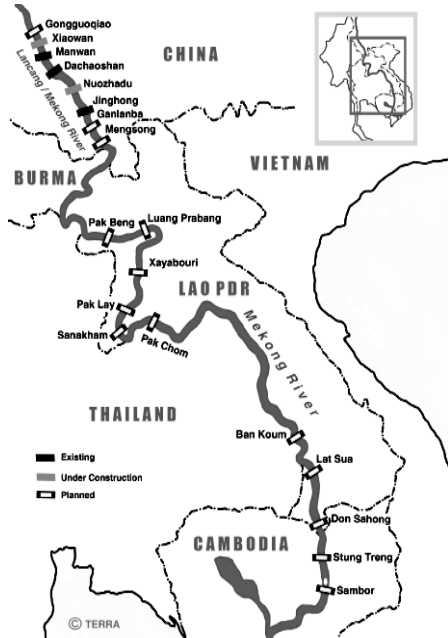 Gongguoqiao
Xiaowan
Manwan
Dachaoshan
CHINA
Nuozhadu
Lancang / Mekong River
Jinghong
Ganlanba
Mengsong
VIETNAM
BURMA
Luang Prabang
Pak Beng
Xayabouri
LAO PDR
Pak Lay
Mekong River
Sanakham
Pak Chom
THAILAND
Ban Koum
Existing
Lat Sua
Under Construction
Planned
Don Sahong
CAMBODIA
Stung Treng
Sambor
© TERRA